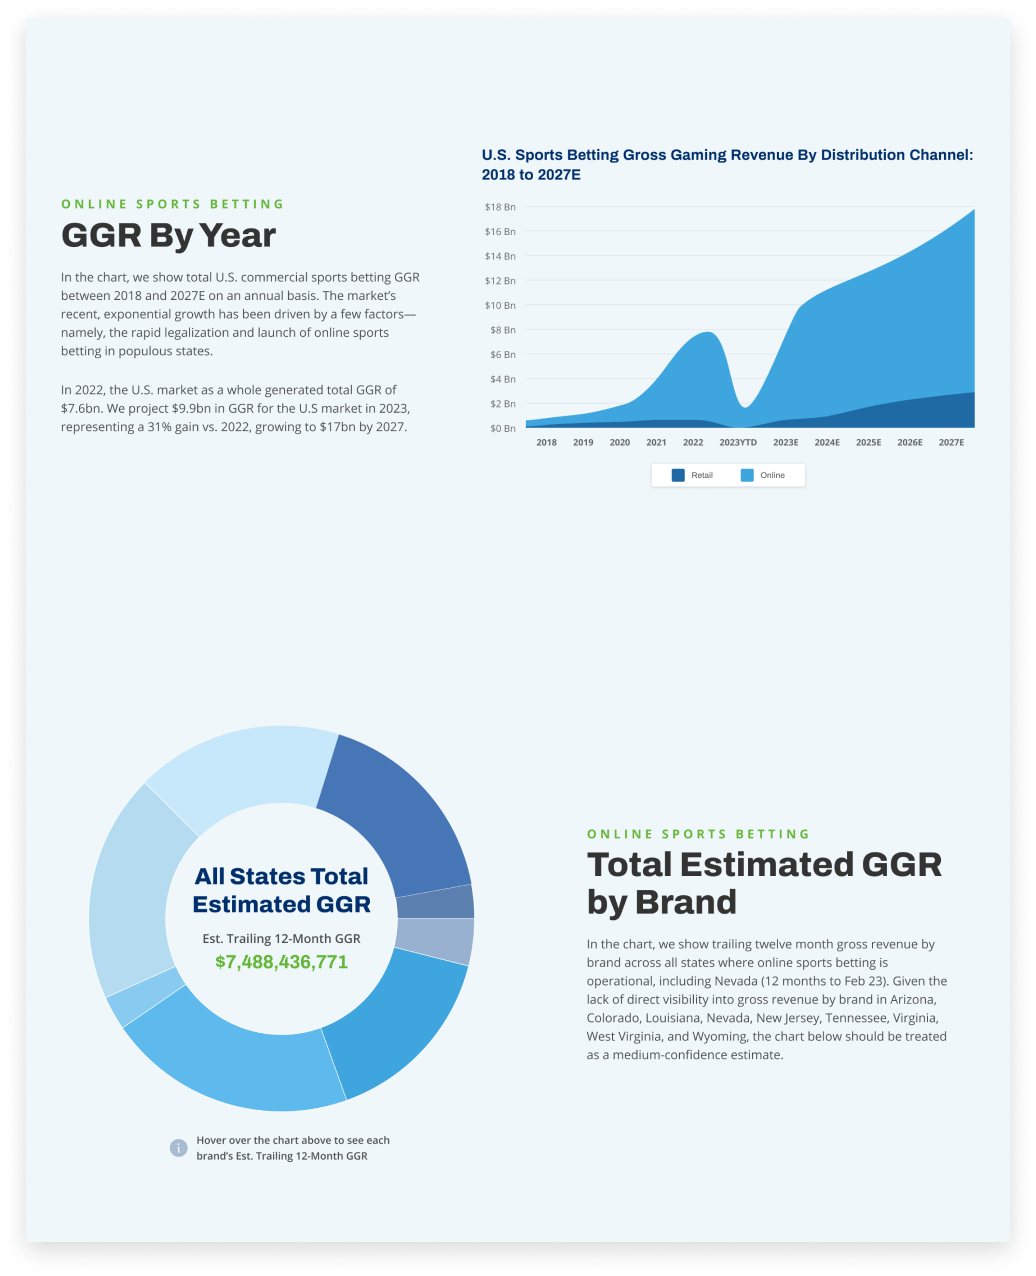 ONLINE SPORTS BETTING
GGR By Year
In the chart, we show total U.S. commercial sports betting GGR
between 2018 and 2027E on an annual basis. The market's
recent, exponential growth has been driven by a few factors—
namely, the rapid legalization and launch of online sports
betting in populous states.
In 2022, the U.S. market as a whole generated total GGR of
$7.6bn. We project $9.9bn in GGR for the U.S market in 2023,
representing a 31% gain vs. 2022, growing to $17bn by 2027.
U.S. Sports Betting Gross Gaming Revenue By Distribution Channel:
2018 to 2027E
$18 Bn
$16 Bn
$14 Bn
$12 Bn
$10 Bn
$8 Bn
$6 Bn
$4 Bn
$2 Bn
$0 Bn
2018 2019 2020 2021 2022 2023YTD 2023E 2024E 2025E 2026E 2027E
Retail Online
All States Total
Estimated GGR
Est. Trailing 12-Month GGR
$7,488,436,771
Hover over the chart above to see each
brand's Est. Trailing 12-Month GGR
ONLINE SPORTS BETTING
Total Estimated GGR
by Brand
In the chart, we show trailing twelve month gross revenue by
brand across all states where online sports betting is
operational, including Nevada (12 months to Feb 23). Given the
lack of direct visibility into gross revenue by brand in Arizona,
Colorado, Louisiana, Nevada, New Jersey, Tennessee, Virginia,
West Virginia, and Wyoming, the chart below should be treated
as a medium-confidence estimate.